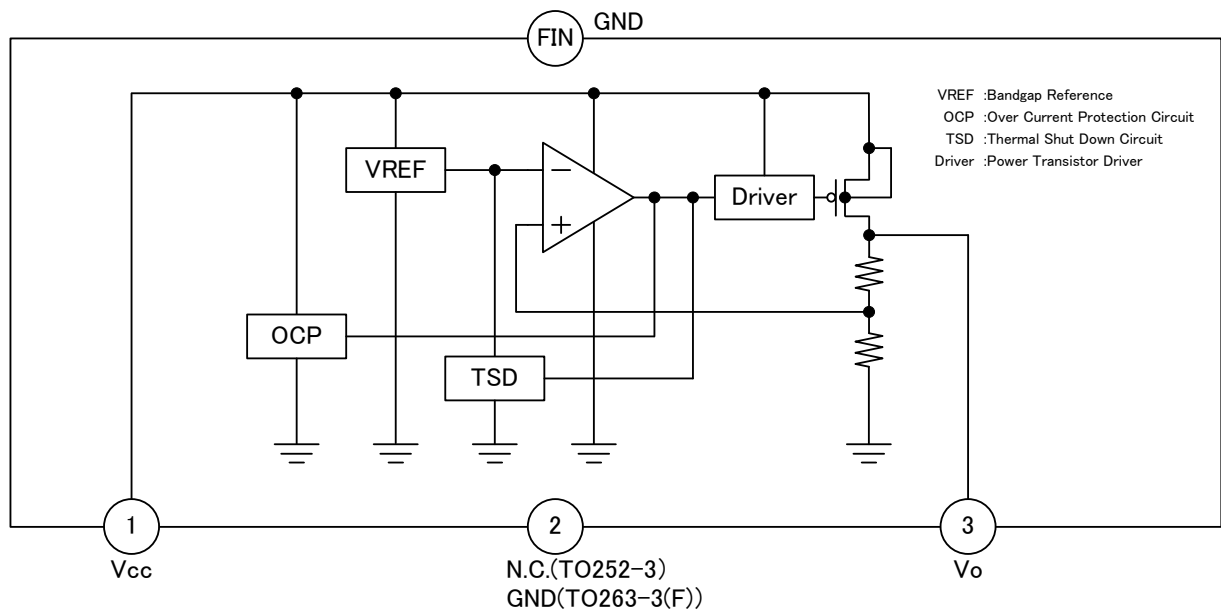 FIN
GND
VREF :Bandgap Reference
OCP :Over Current Protection Circuit
TSD :Thermal Shut Down Circuit
Driver :Power Transistor Driver
VREF
−
+
Driver
OCP
TSD
1
2
3
Vcc
N.C.(TO252-3)
GND(TO263-3(F))
Vo